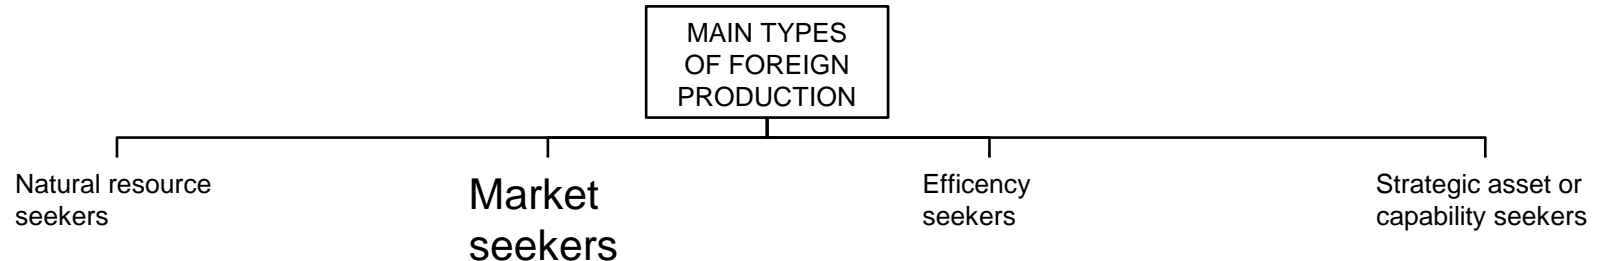 MAIN TYPES
OF FOREIGN
PRODUCTION
Natural resource
seekers
Market
seekers
Efficency
seekers
Strategic asset or
capability seekers